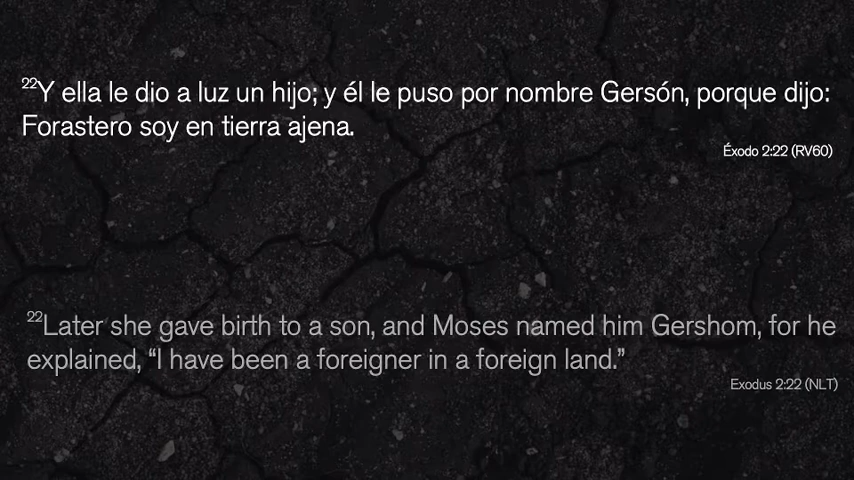 22Y ella le dio a luz un hijo; y él le puso por nombre Gersón, porque dijo:
Forastero soy en tierra ajena.
Éxodo 2:22 (RV60)
22Later she gave birth to a son, and Moses named him Gershom, for he
explained, “I have been a foreigner in a foreign land.”
Exodus 2:22 (NLT)